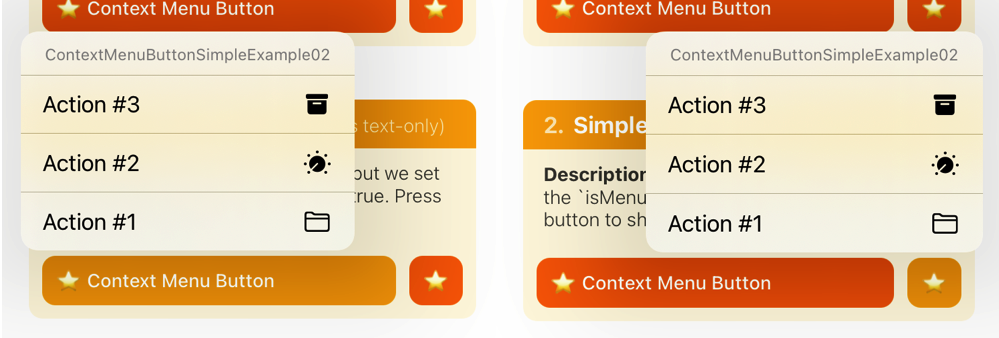 Context Menu Button
ContextMenuButtonSimpleExample02
Action #3
Action #2
Action #1
text-only)
but we set
true. Press
Context Menu Button
Context Menu Button
ContextMenuButtonSimpleExample02
Action #3
Action #2
Action #1
2. Simple
Description
the `isMenu
button to sh
Context Menu Button